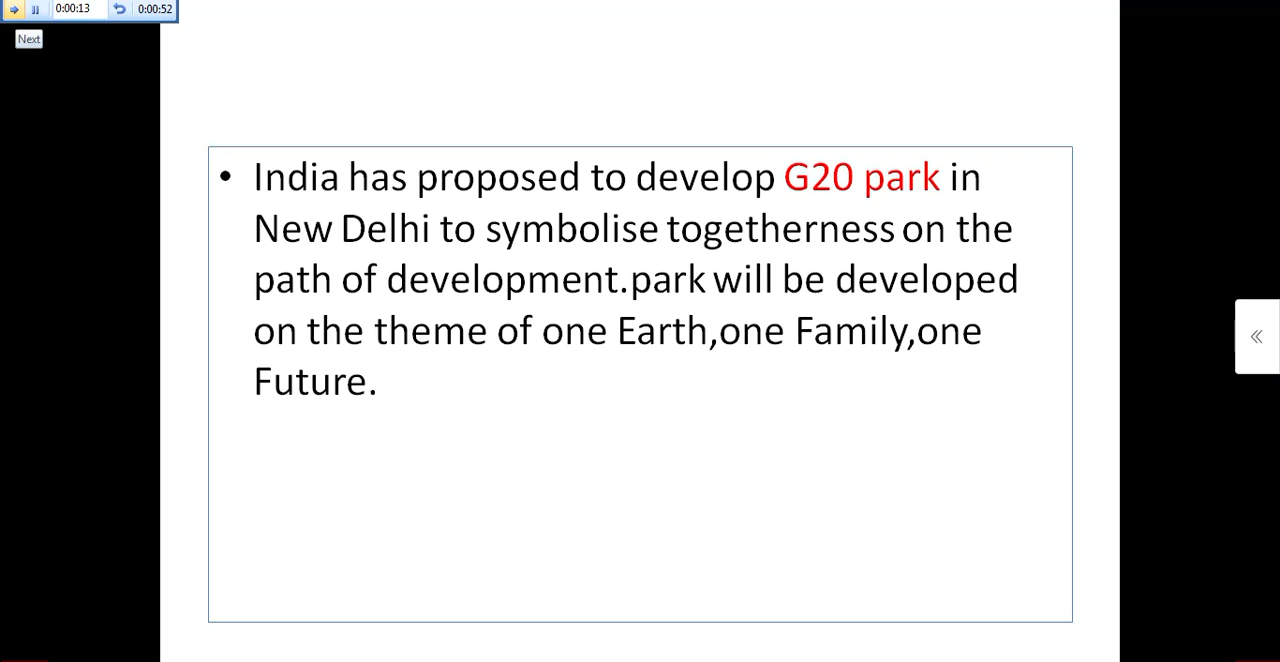 0:00:13
0:00:52
Next
• India has proposed to develop G20 park in
New Delhi to symbolise togetherness on the
path of development.park will be developed
on the theme of one Earth,one Family,one
Future.